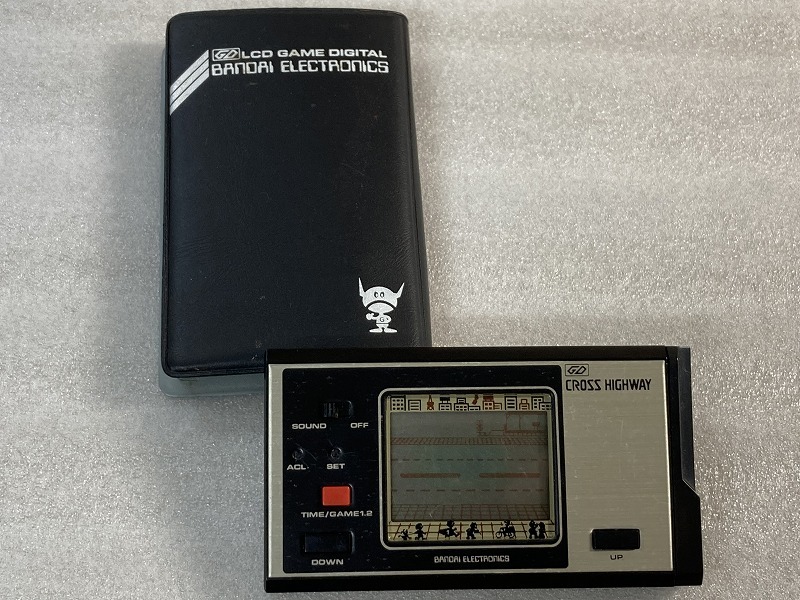 GD LCD GAME DIGITAL
BANDAI ELECTRONICS
G
GD
CROSS HIGHWAY
SOUND OFF
ACL SET
TIME/GAME1.2
DOWN
BANDAI ELECTRONICS
UP